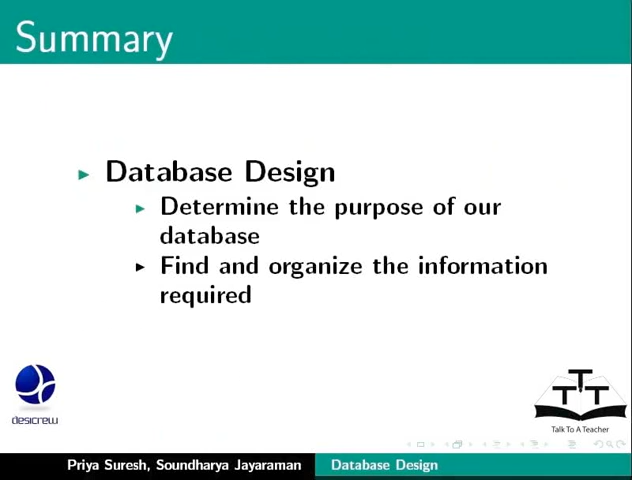 Summary
Database Design
Determine the purpose of our
database
Find and organize the information
required
desicrew
TTT
Talk To A Teacher
Priya Suresh, Soundharya Jayaraman
Database Design